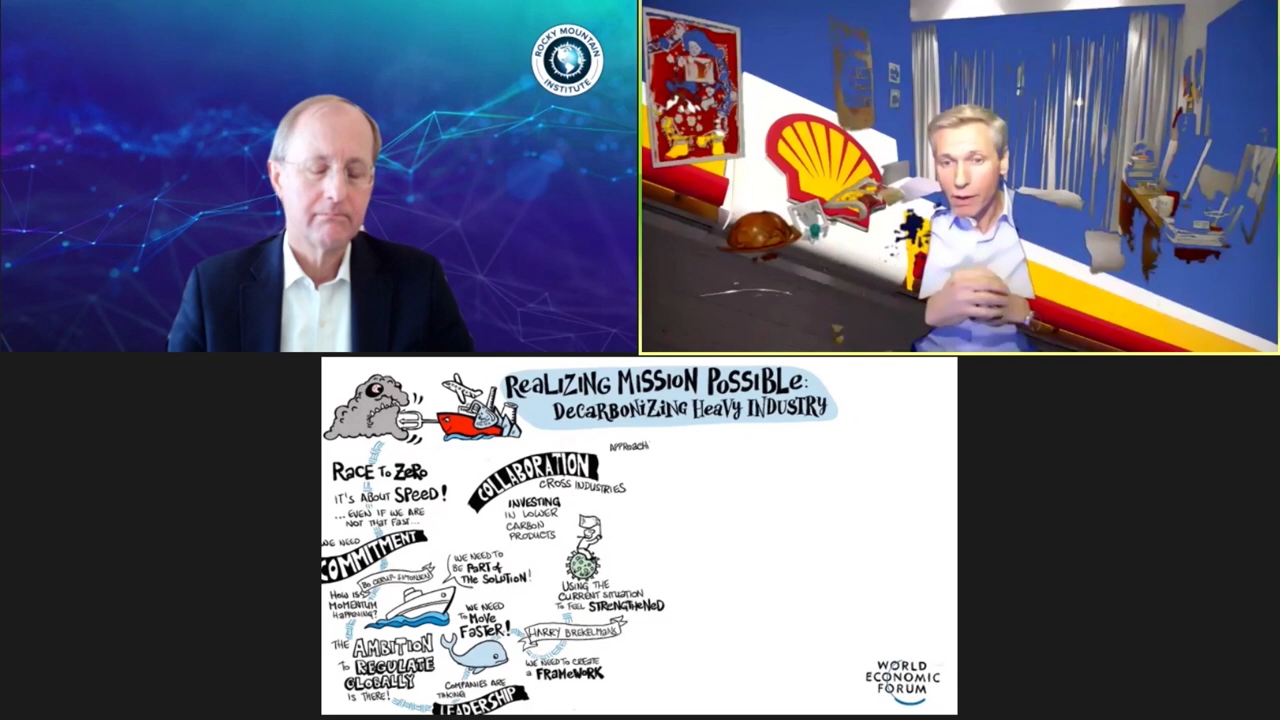 ROCKY MOUNTAIN
INSTITUTE
REALIZING MISSION POSSIBLE:
DECARBONIZING HEAVY INDUSTRY
APPROACH
RACE TO ZERO
IT'S ABOUT SPEED!
... EVEN IF WE ARE
NOT THAT FAST...
WE NEED
COMMITMENT
BO CERUP-SIMONSEN
HOW IS
MOMENTUM
HAPPENING?
THE AMBITION
TO REGULATE
GLOBALLY
IS THERE!
WE NEED TO
BE PART OF
THE SOLUTION!
WE NEED
TO MOVE
FASTER!
COMPANIES ARE
TAKING
LEADERSHIP
COLLABORATION
CROSS INDUSTRIES
INVESTING
IN LOWER
CARBON
PRODUCTS
USING THE
CURRENT SITUATION
TO FEEL STRENGTHENED
HARRY BREKELMANS
WE NEED TO CREATE
A FRAMEWORK
WORLD
ECONOMIC
FORUM